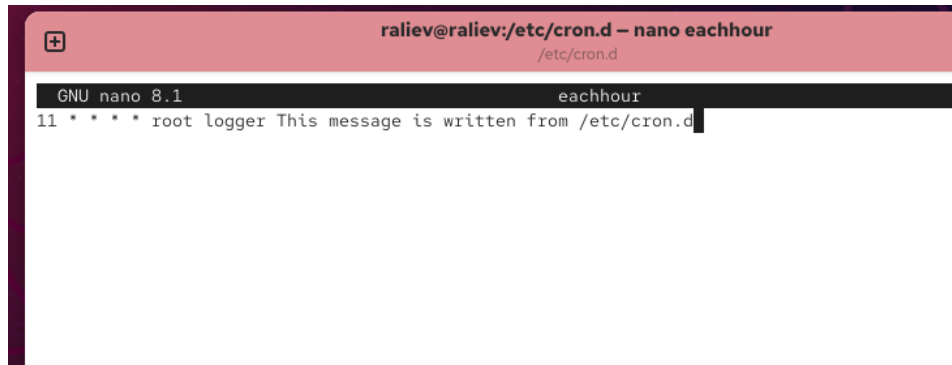 raliev@raliev:/etc/cron.d — nano eachhour
/etc/cron.d
GNU nano 8.1 eachhour
11 * * * * root logger This message is written from /etc/cron.d